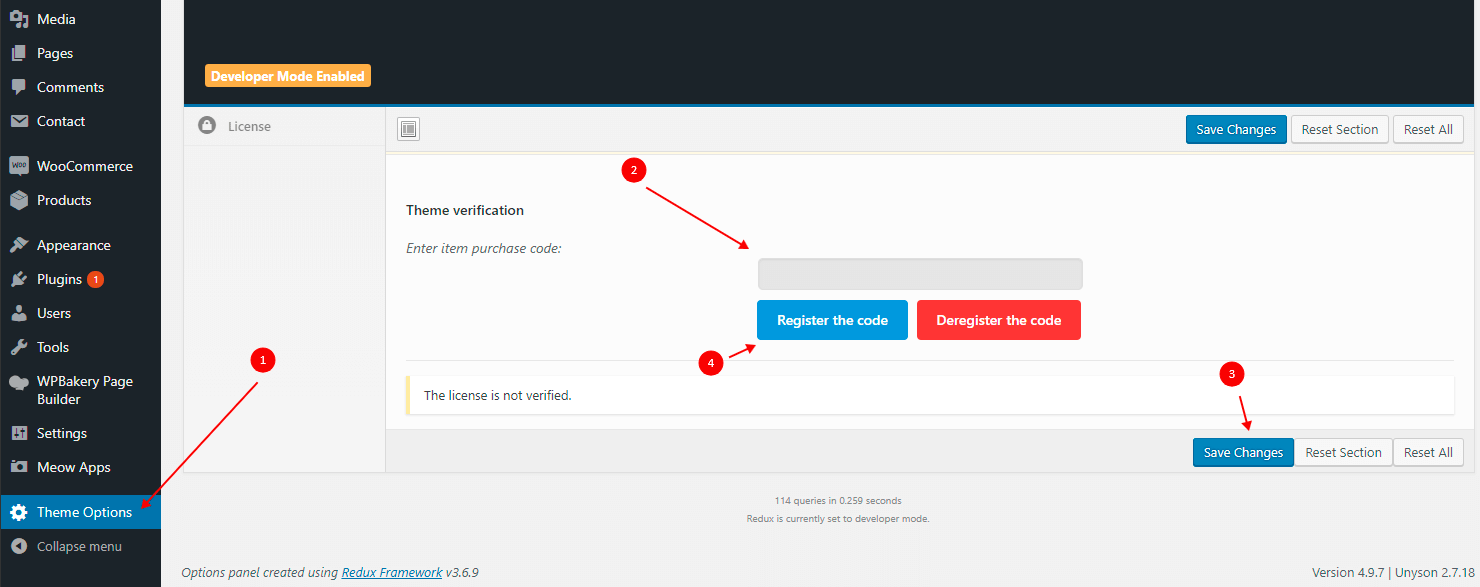 Media
Pages
Comments
Contact
WOO WooCommerce
Products
Appearance
Plugins 1
Users
Tools
WPBakery Page
Builder
Settings
Meow Apps
Theme Options
Collapse menu
Developer Mode Enabled
License
Save Changes Reset Section Reset All
2
Theme verification
Enter item purchase code:
Register the code Deregister the code
1
4
3
The license is not verified.
Save Changes Reset Section Reset All
114 queries in 0.259 seconds
Redux is currently set to developer mode.
Options panel created using Redux Framework v3.6.9
Version 4.9.7 | Unyson 2.7.18